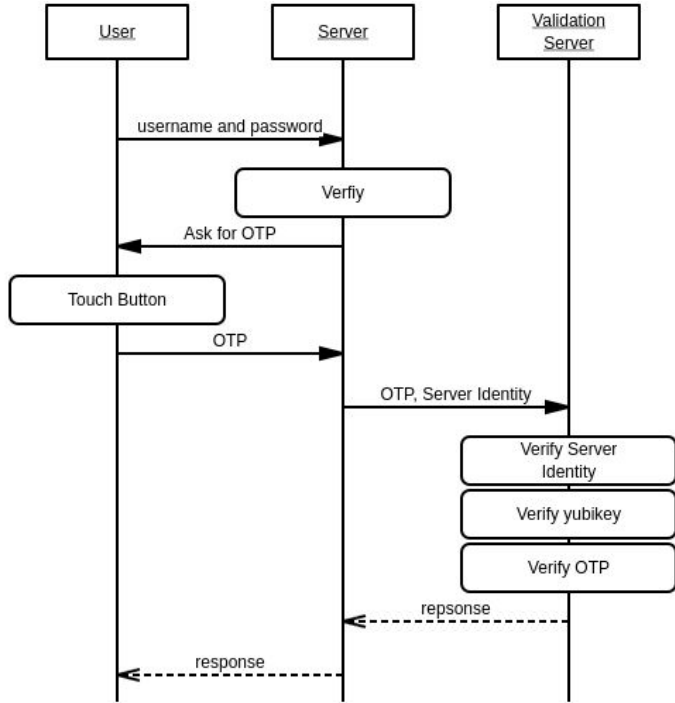 User
Server
Validation
Server
username and password
Verfiy
Ask for OTP
Touch Button
OTP
OTP, Server Identity
Verify Server
Identity
Verify yubikey
Verify OTP
repsonse
response